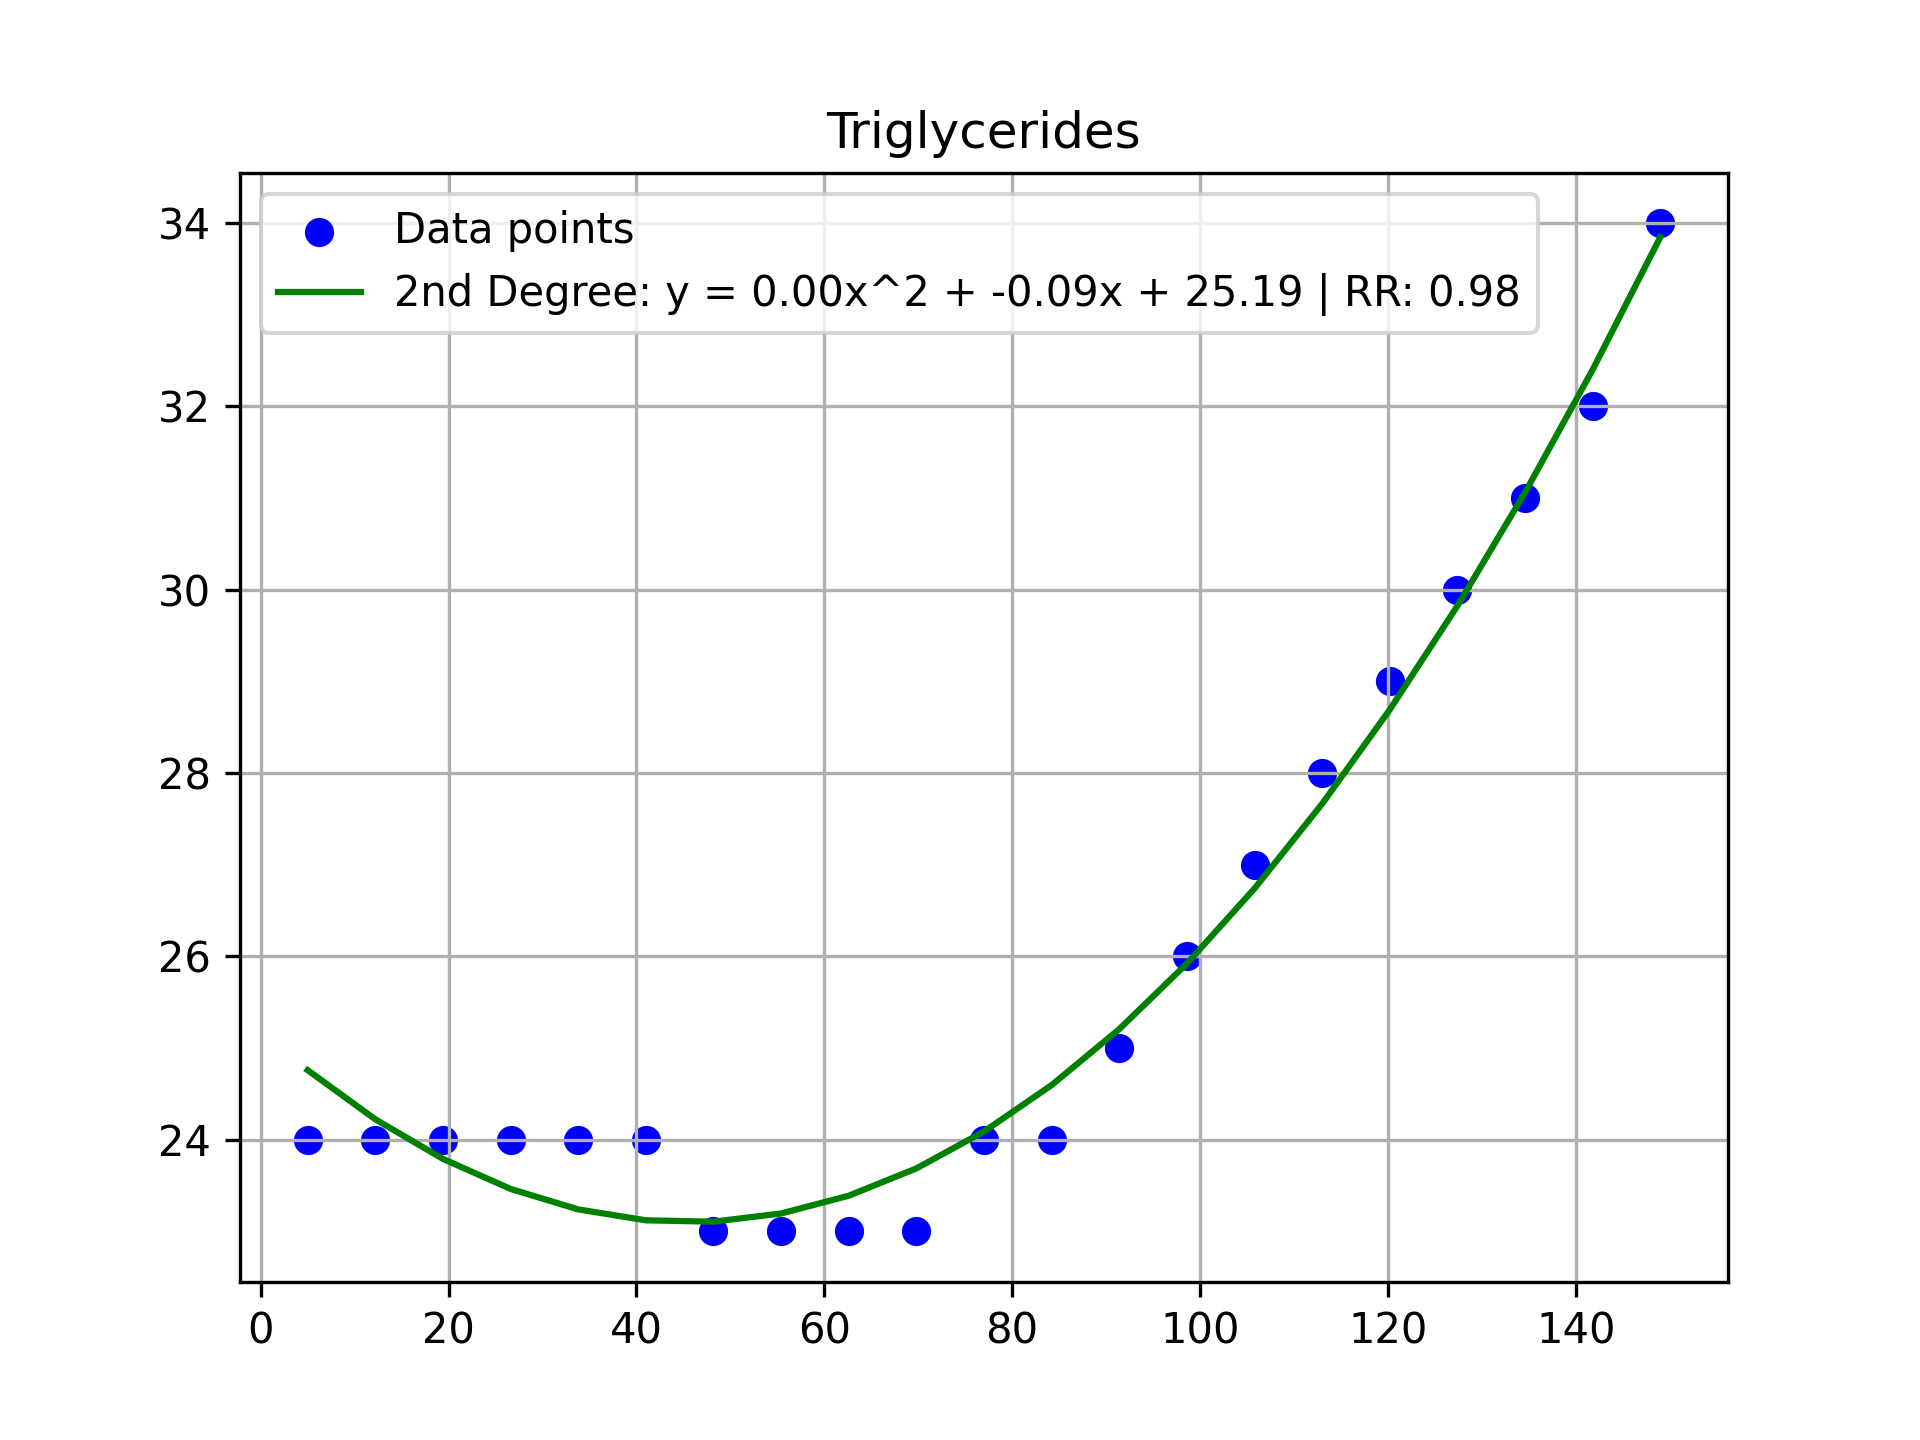 Triglycerides
Data points
2nd Degree: y = 0.00x^2 + -0.09x + 25.19 | RR: 0.98
34
32
30
28
26
24
0 20 40 60 80 100 120 140